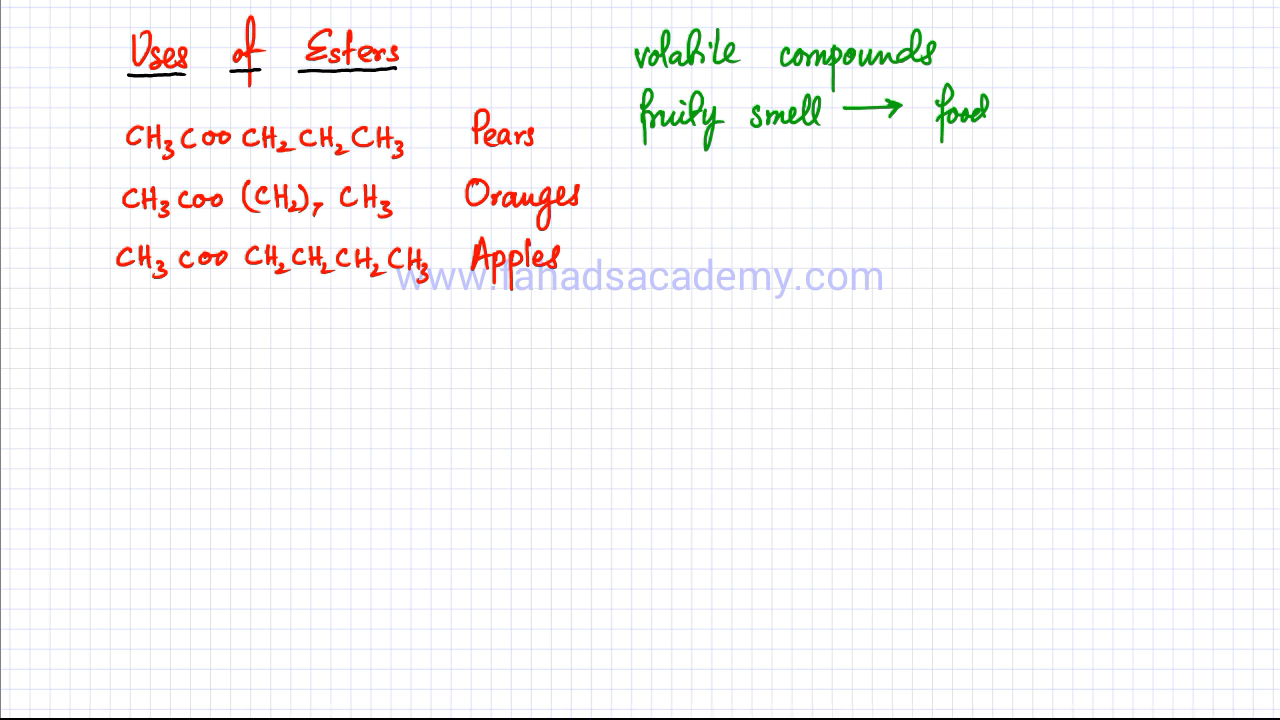 Uses of Esters
volatile compounds
fruity smell → food
CH₃COO CH₂CH₂CH₃ Pears
CH₃COO (CH₂)₇ CH₃ Oranges
CH₃COO CH₂CH₂CH₂CH₃ Apples
www.fanadsacademy.com